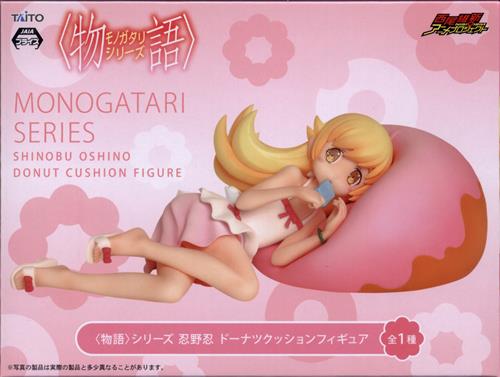 TAITO
JAIA
プライズ
〈物語〉
モノガタリ
シリーズ
西尾維新
アニメプロジェクト
MONOGATARI
SERIES
SHINOBU OSHINO
DONUT CUSHION FIGURE
〈物語〉シリーズ 忍野忍 ドーナツクッションフィギュア 全1種
※写真の製品は実際の製品と多少異なることがあります。